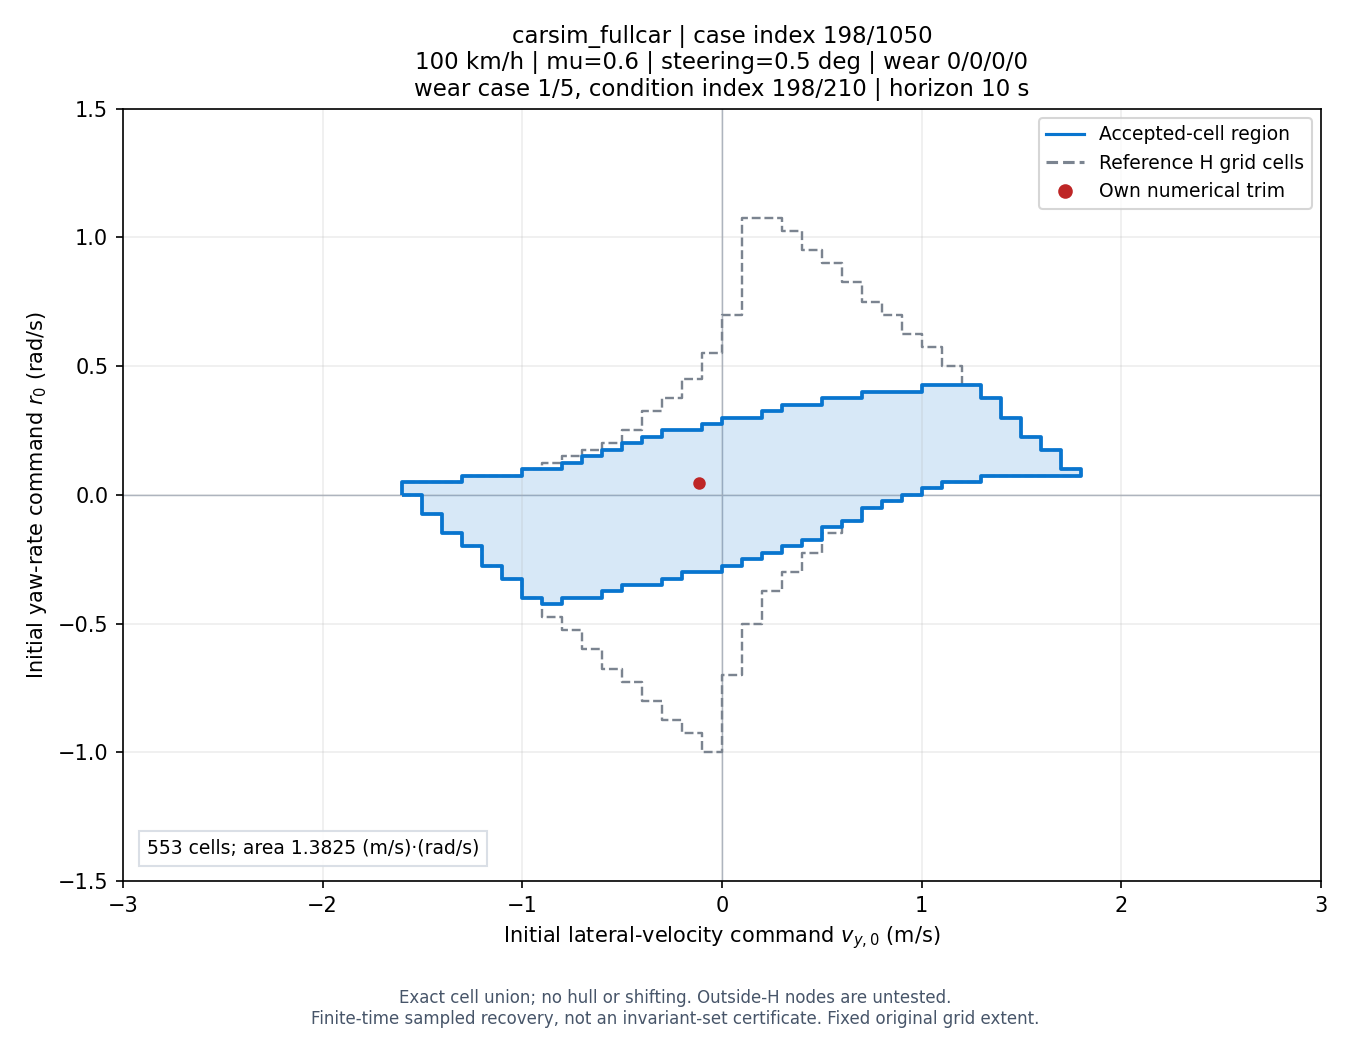 carsim_fullcar | case index 198/1050
100 km/h | mu=0.6 | steering=0.5 deg | wear 0/0/0/0
wear case 1/5, condition index 198/210 | horizon 10 s
1.5
1.0
0.5
0.0
−0.5
−1.0
−1.5
Initial yaw-rate command r₀ (rad/s)
Accepted-cell region
Reference H grid cells
Own numerical trim
553 cells; area 1.3825 (m/s)·(rad/s)
−3 −2 −1 0 1 2 3
Initial lateral-velocity command v_{y,0} (m/s)
Exact cell union; no hull or shifting. Outside-H nodes are untested.
Finite-time sampled recovery, not an invariant-set certificate. Fixed original grid extent.